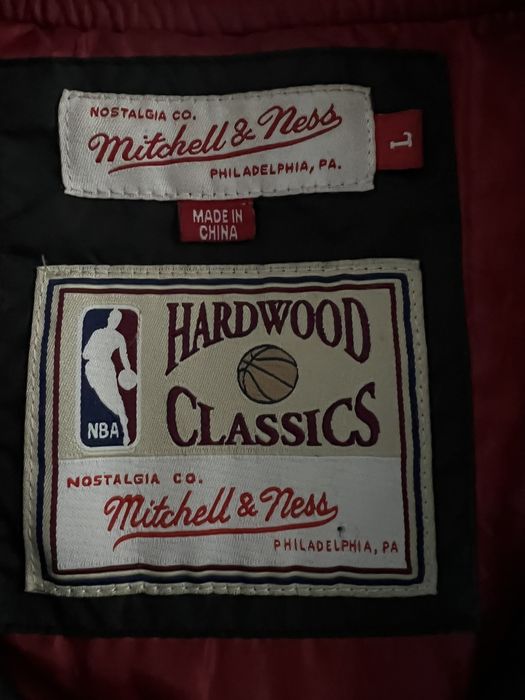 NOSTALGIA CO.
Mitchell & Ness
PHILADELPHIA, PA.
L
MADE IN
CHINA
HARDWOOD
CLASSICS
NBA
NOSTALGIA CO.
Mitchell & Ness
PHILADELPHIA, PA